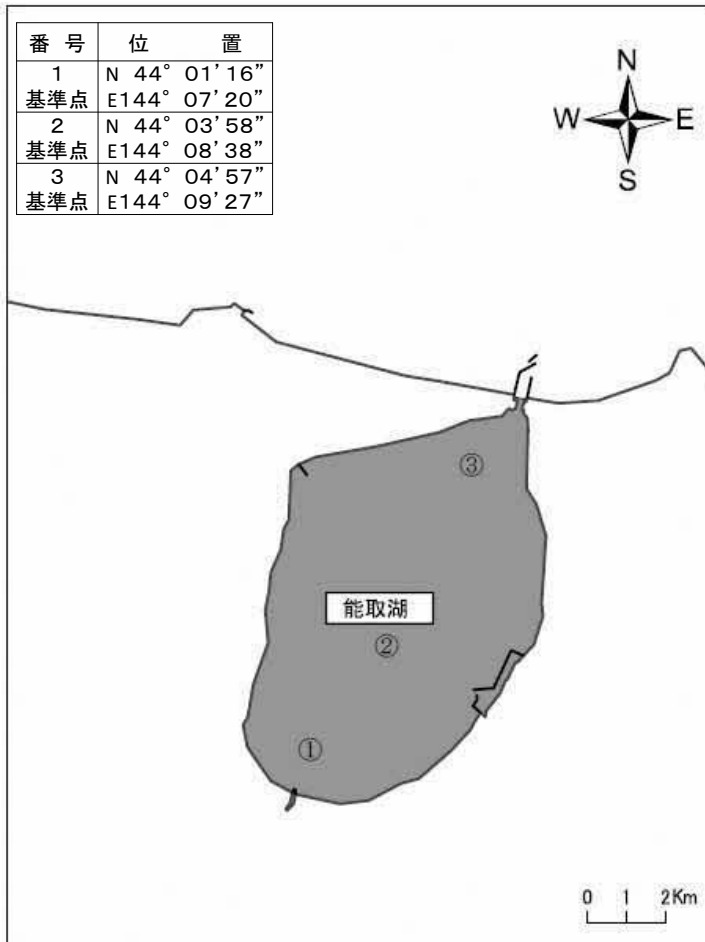 番 号 位 置
1 N 44° 01’16”
基準点 E144° 07’20”
2 N 44° 03’58”
基準点 E144° 08’38”
3 N 44° 04’57”
基準点 E144° 09’27”
N
W E
S
③
能取湖
②
①
0 1 2Km